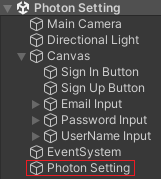 Photon Setting
Main Camera
Directional Light
Canvas
Sign In Button
Sign Up Button
Email Input
Password Input
UserName Input
EventSystem
Photon Setting